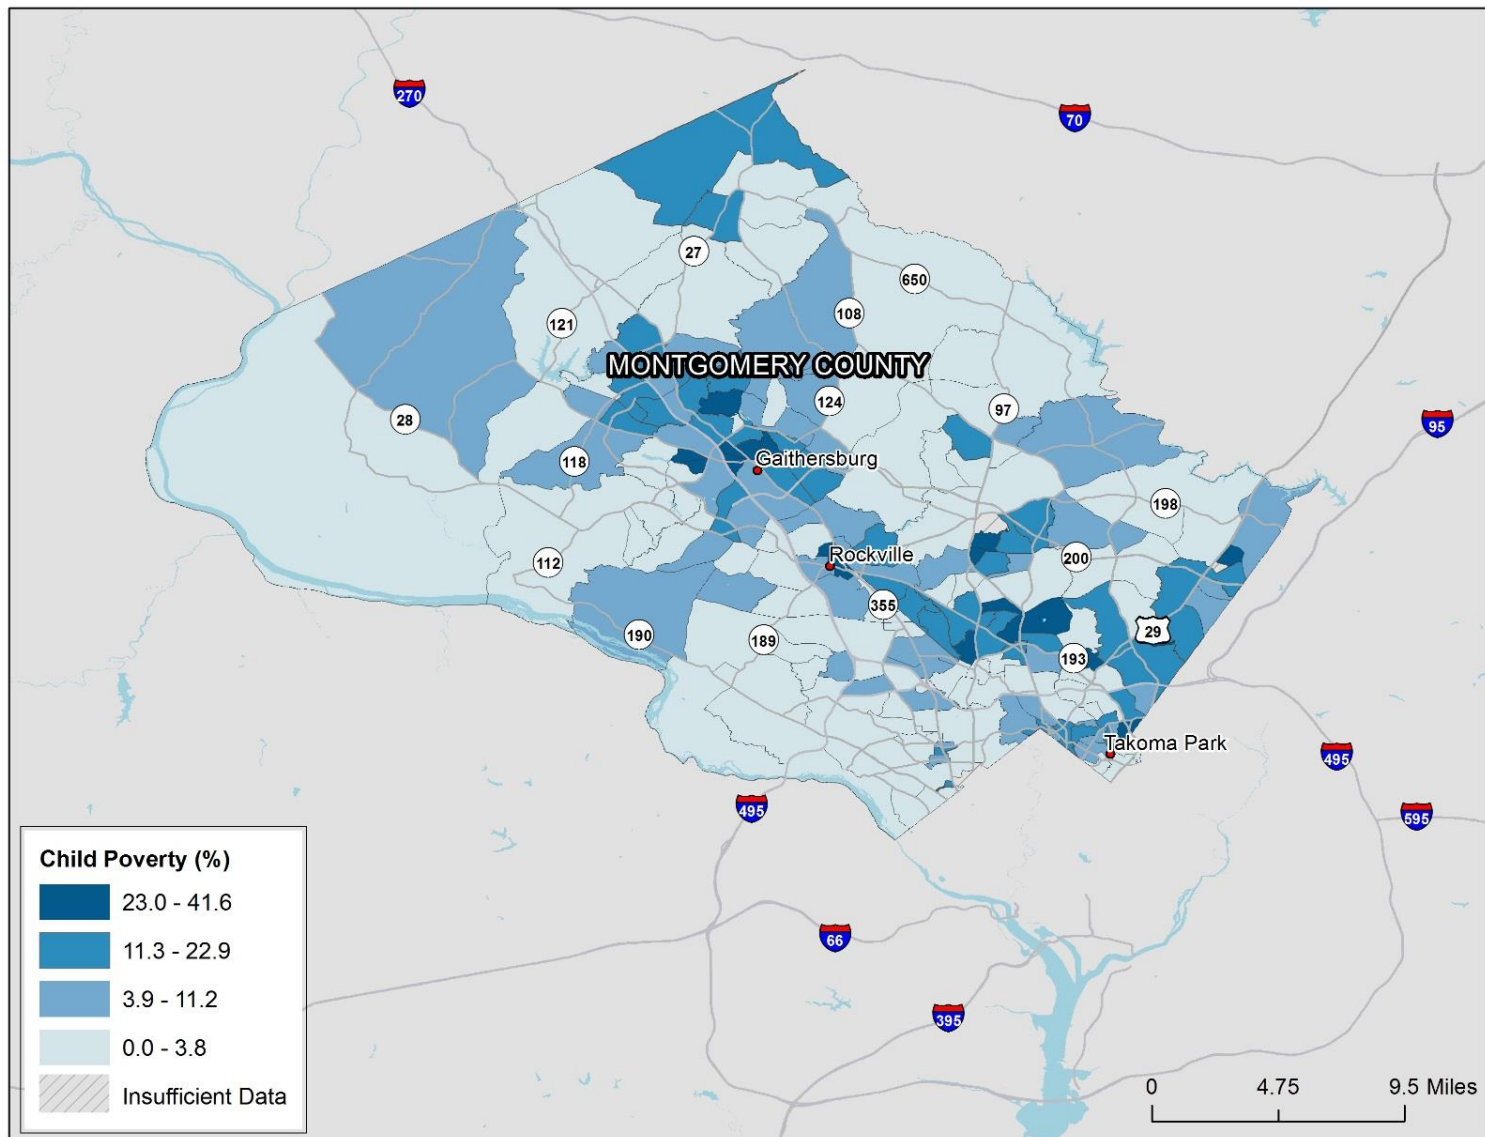 270
70
27
650
121
108
MONTGOMERY COUNTY
124
97
28
95
118
Gaithersburg
198
Rockville
112
200
355
29
190
189
193
Takoma Park
495
495
595
66
395
Child Poverty (%)
23.0 - 41.6
11.3 - 22.9
3.9 - 11.2
0.0 - 3.8
Insufficient Data
0 4.75 9.5 Miles